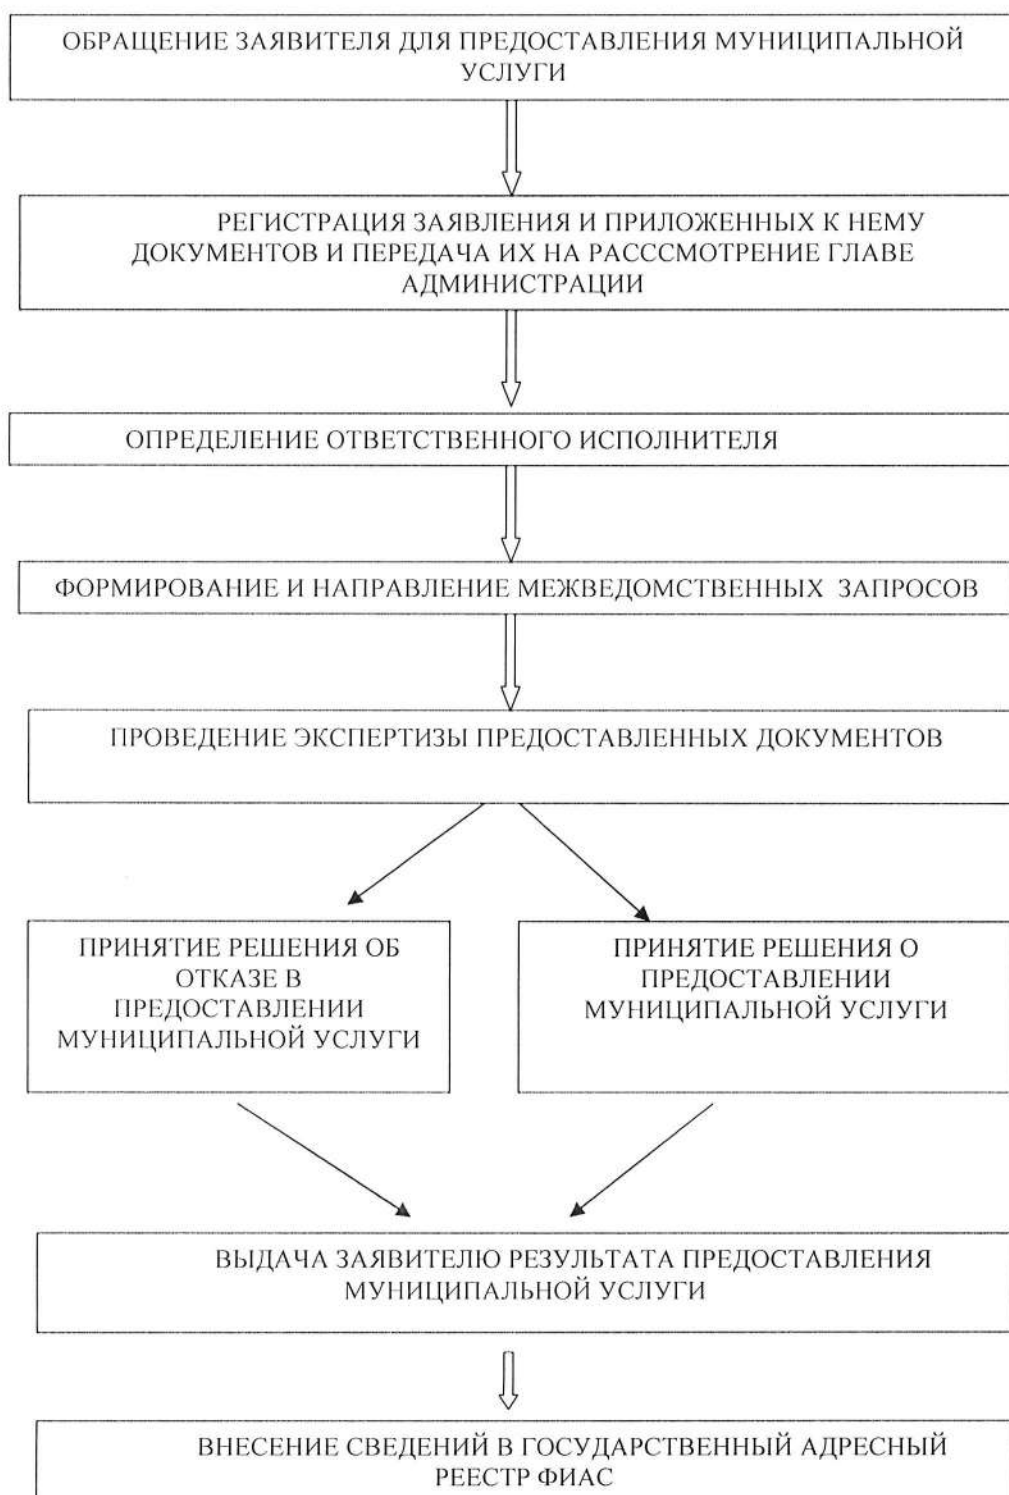 ОБРАЩЕНИЕ ЗАЯВИТЕЛЯ ДЛЯ ПРЕДОСТАВЛЕНИЯ МУНИЦИПАЛЬНОЙ
УСЛУГИ
РЕГИСТРАЦИЯ ЗАЯВЛЕНИЯ И ПРИЛОЖЕННЫХ К НЕМУ
ДОКУМЕНТОВ И ПЕРЕДАЧА ИХ НА РАСССМОТРЕНИЕ ГЛАВЕ
АДМИНИСТРАЦИИ
ОПРЕДЕЛЕНИЕ ОТВЕТСТВЕННОГО ИСПОЛНИТЕЛЯ
ФОРМИРОВАНИЕ И НАПРАВЛЕНИЕ МЕЖВЕДОМСТВЕННЫХ ЗАПРОСОВ
ПРОВЕДЕНИЕ ЭКСПЕРТИЗЫ ПРЕДОСТАВЛЕННЫХ ДОКУМЕНТОВ
ПРИНЯТИЕ РЕШЕНИЯ ОБ
ОТКАЗЕ В
ПРЕДОСТАВЛЕНИИ
МУНИЦИПАЛЬНОЙ УСЛУГИ
ПРИНЯТИЕ РЕШЕНИЯ О
ПРЕДОСТАВЛЕНИИ
МУНИЦИПАЛЬНОЙ УСЛУГИ
ВЫДАЧА ЗАЯВИТЕЛЮ РЕЗУЛЬТАТА ПРЕДОСТАВЛЕНИЯ
МУНИЦИПАЛЬНОЙ УСЛУГИ
ВНЕСЕНИЕ СВЕДЕНИЙ В ГОСУДАРСТВЕННЫЙ АДРЕСНЫЙ
РЕЕСТР ФИАС